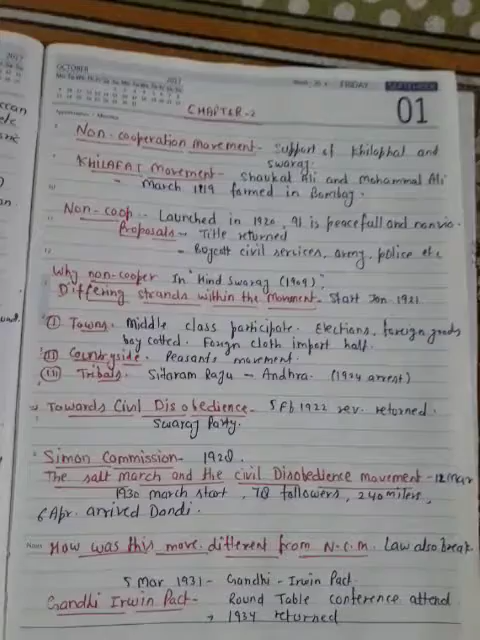 OCTOBER 2017
FRIDAY
SEPTEMBER
01
CHAPTER-2
Non-cooperation movement - Support of Khilaphat and
swaraj.
KHILAFAT movement - Shaukat Ali and Mohammal Ali
- March 1919 formed in Bombay.
Non-coop - Launched in 1920, It is peacefull and nonvio.
Proposals - Title returned
- Boycott civil services, army, police etc
Why non-cooper In "Hind Swaraj (1909)".
Differing strands within the Movment - Start Jan 1921
(I) Towns. Middle class participate. Elections, foreign goods
boy cotted. Foreign cloth import half.
(II) Countryside. Peasants movement.
(III) Tribals. Sitaram Raju - Andhra. (1924 arrest)
Towards Civil Disobedience - 5 Fb 1922 rev. returned.
Swaraj Party.
Simon Commission - 1928.
The salt march and the civil Disobedience movement - 12 Mar
1930 march start, 78 followers, 240 miles,
6 Apr. arrived Dandi.
Notes How was this move. different from N.C.M. Law also break.
5 Mar 1931 - Gandhi - Irwin Pact.
Gandhi Irwin Pact - Round Table conference attend
→ 1934 returned